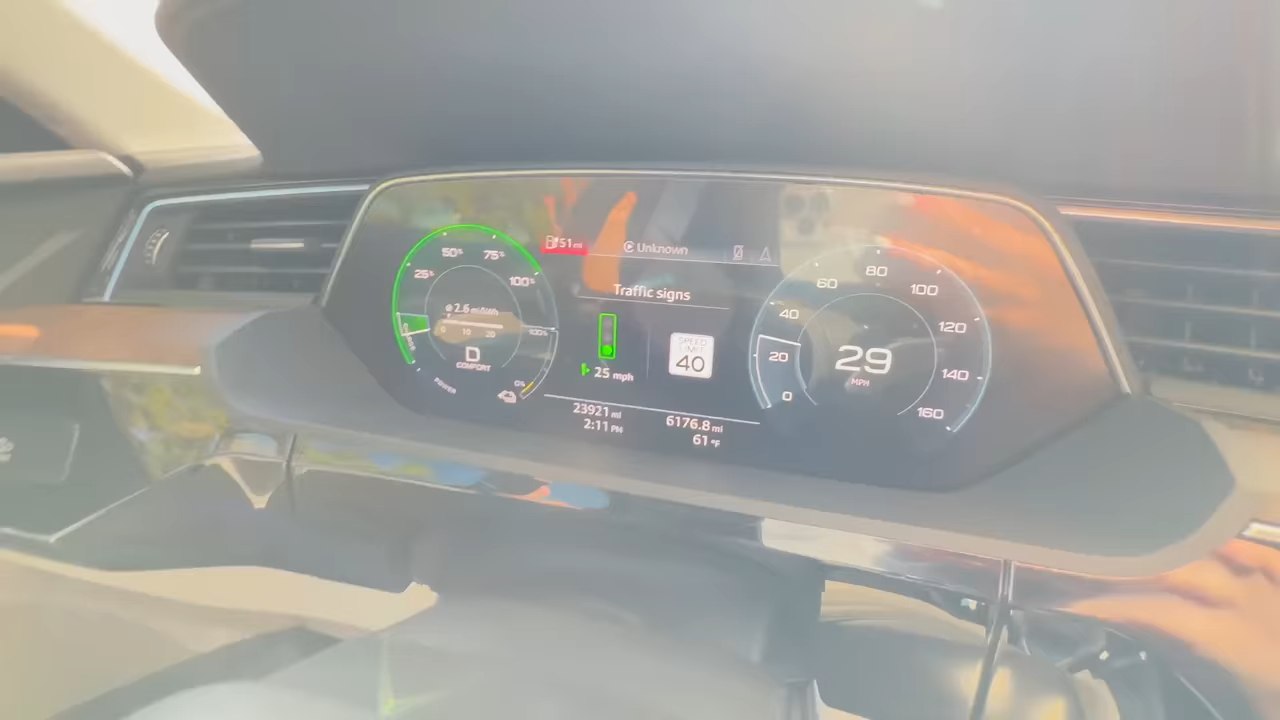 51 mi
Unknown
Traffic signs
25%
50%
75%
100%
2.6 mi/kWh
0 10 20
D
COMFORT
POWER
100%
0%
25 mph
SPEED
LIMIT
40
23921 mi
6176.8 mi
2:11 PM
61 °F
0
20
40
60
80
100
120
140
160
29
MPH